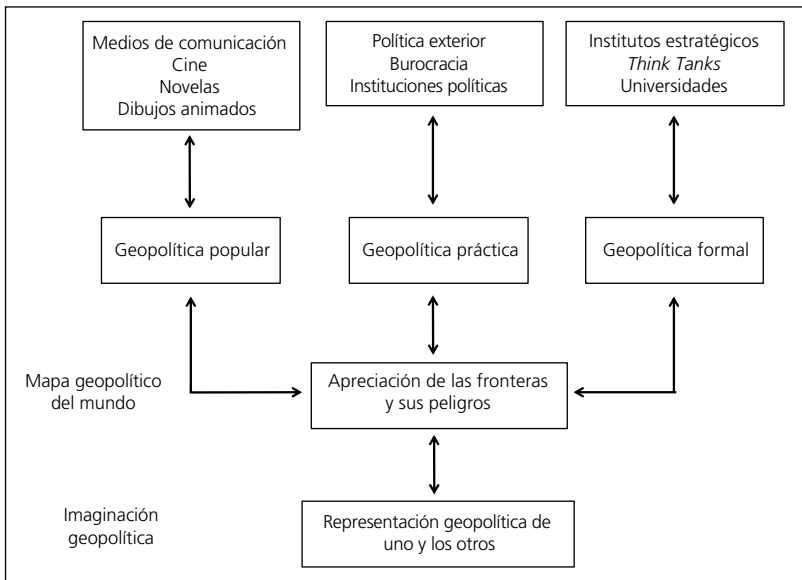 Medios de comunicación
Cine
Novelas
Dibujos animados
Política exterior
Burocracia
Instituciones políticas
Institutos estratégicos
Think Tanks
Universidades
Geopolítica popular
Geopolítica práctica
Geopolítica formal
Mapa geopolítico
del mundo
Apreciación de las fronteras
y sus peligros
Imaginación
geopolítica
Representación geopolítica de
uno y los otros